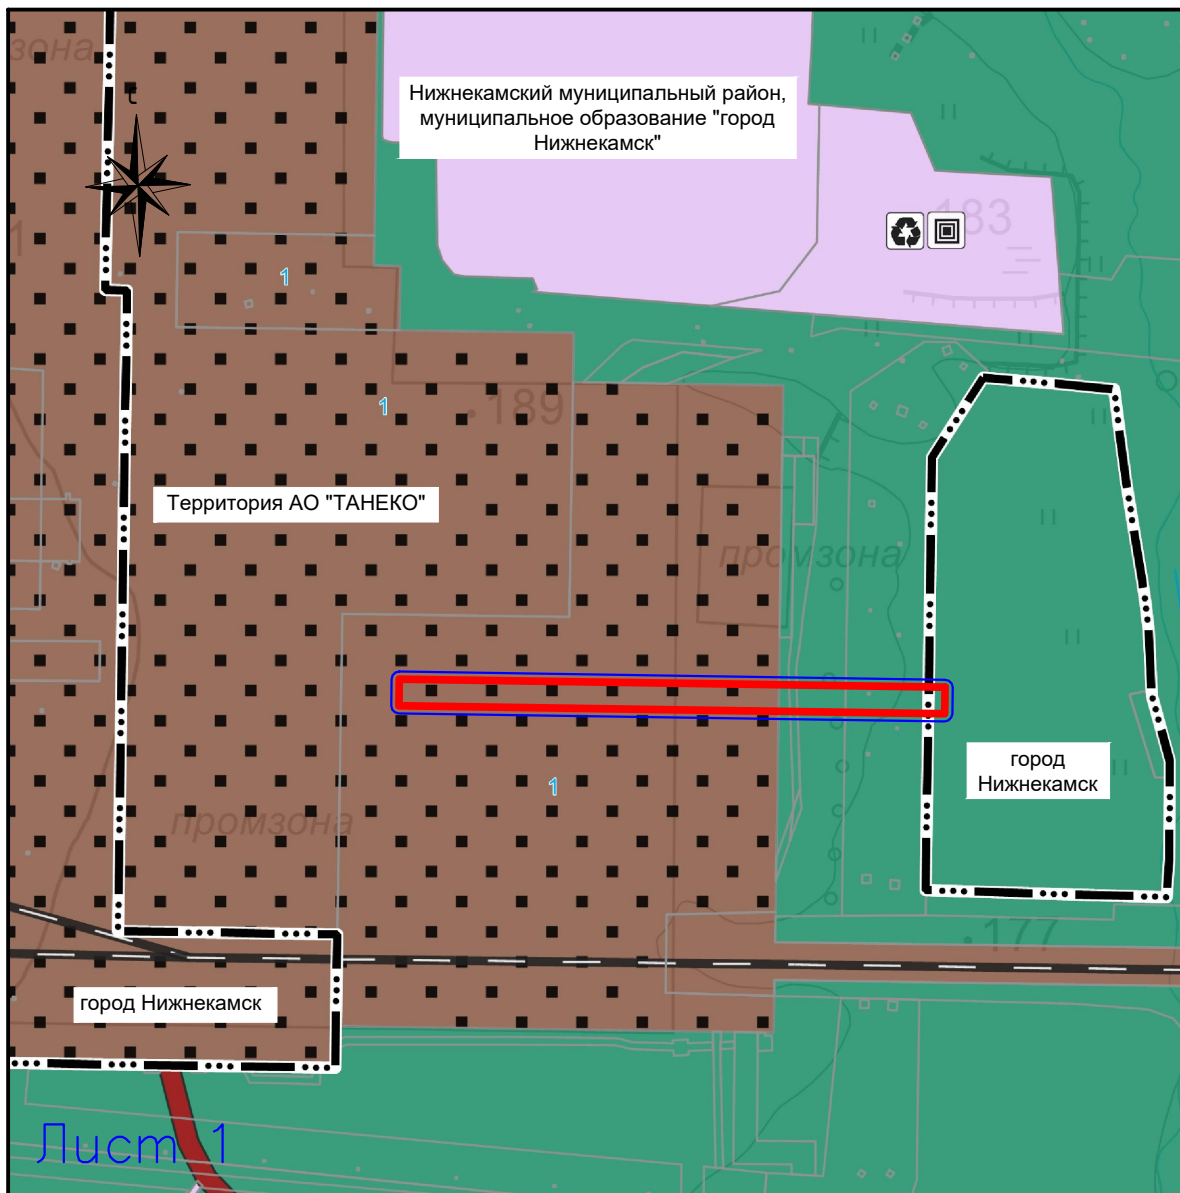 зона
с
Нижнекамский муниципальный район,
муниципальное образование "город
Нижнекамск"
183
1
1
1
189
Территория АО "ТАНЕКО"
промзона
1
город
Нижнекамск
промзона
177
город Нижнекамск
Лист 1